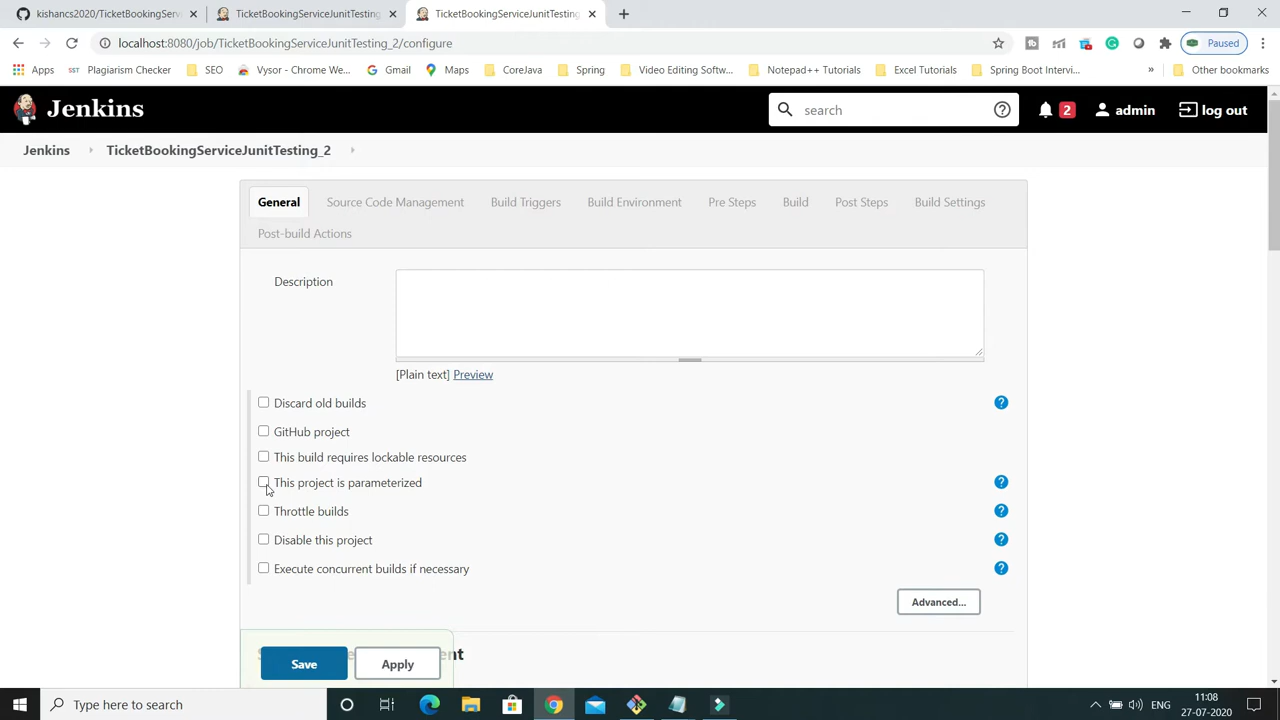 kishancs2020/TicketBookingServic
TicketBookingServiceJunitTesting_
TicketBookingServiceJunitTesting_
localhost:8080/job/TicketBookingServiceJunitTesting_2/configure
Paused
Apps
SST Plagiarism Checker
SEO
Vysor - Chrome We...
Gmail
Maps
CoreJava
Spring
Video Editing Softw...
Notepad++ Tutorials
Excel Tutorials
Spring Boot Intervi...
»
Other bookmarks
Jenkins
search
2
admin
log out
Jenkins
TicketBookingServiceJunitTesting_2
General
Source Code Management
Build Triggers
Build Environment
Pre Steps
Build
Post Steps
Build Settings
Post-build Actions
Description
[Plain text] Preview
Discard old builds
GitHub project
This build requires lockable resources
This project is parameterized
Throttle builds
Disable this project
Execute concurrent builds if necessary
Advanced...
Save
Apply
Type here to search
ENG
11:08
27-07-2020